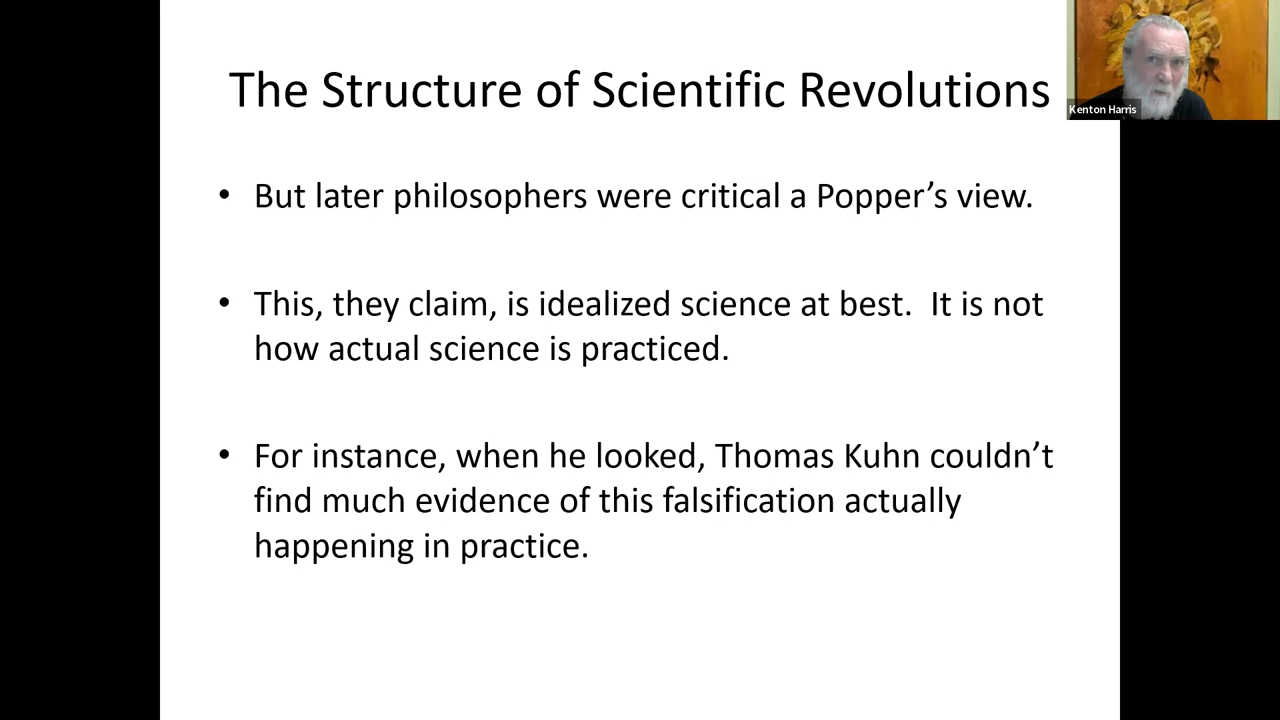 The Structure of Scientific Revolutions
Kenton Harris
• But later philosophers were critical a Popper’s view.
• This, they claim, is idealized science at best.  It is not
how actual science is practiced.
• For instance, when he looked, Thomas Kuhn couldn’t
find much evidence of this falsification actually
happening in practice.